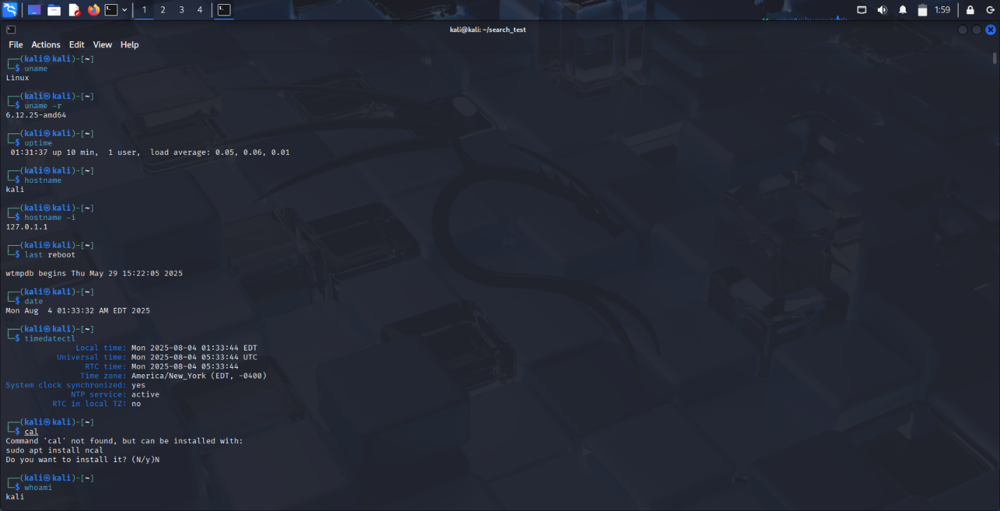 1 2 3 4 1:59
kali@kali: ~/search_test
File Actions Edit View Help
┌──(kali㉿kali)-[~]
└─$ uname
Linux
┌──(kali㉿kali)-[~]
└─$ uname -r
6.12.25-amd64
┌──(kali㉿kali)-[~]
└─$ uptime
01:31:37 up 10 min,  1 user,  load average: 0.05, 0.06, 0.01
┌──(kali㉿kali)-[~]
└─$ hostname
kali
┌──(kali㉿kali)-[~]
└─$ hostname -i
127.0.1.1
┌──(kali㉿kali)-[~]
└─$ last reboot
wtmpdb begins Thu May 29 15:22:05 2025
┌──(kali㉿kali)-[~]
└─$ date
Mon Aug  4 01:33:32 AM EDT 2025
┌──(kali㉿kali)-[~]
└─$ timedatectl
Local time: Mon 2025-08-04 01:33:44 EDT
Universal time: Mon 2025-08-04 05:33:44 UTC
RTC time: Mon 2025-08-04 05:33:44
Time zone: America/New_York (EDT, -0400)
System clock synchronized: yes
NTP service: active
RTC in local TZ: no
┌──(kali㉿kali)-[~]
└─$ cal
Command 'cal' not found, but can be installed with:
sudo apt install ncal
Do you want to install it? (N/y)N
┌──(kali㉿kali)-[~]
└─$ whoami
kali